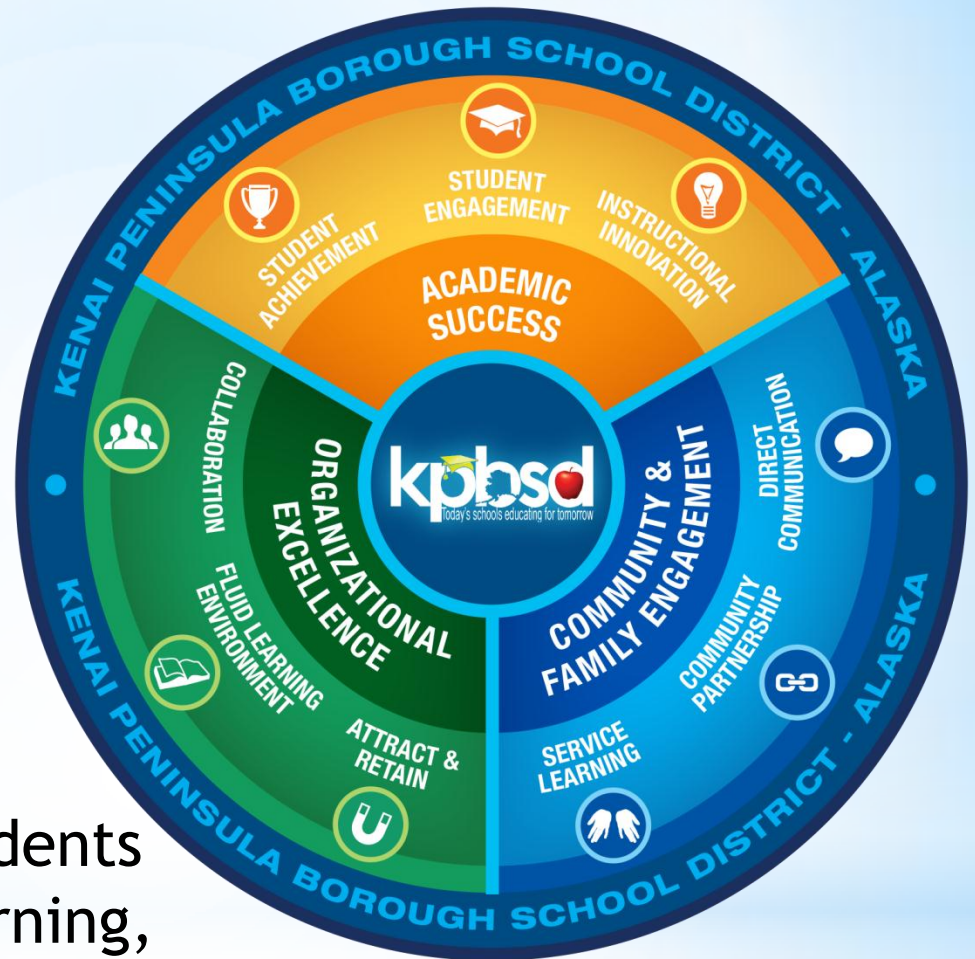 KENAI PENINSULA BOROUGH SCHOOL DISTRICT - ALASKA
STUDENT
ACHIEVEMENT
STUDENT
ENGAGEMENT
INSTRUCTIONAL
INNOVATION
ACADEMIC
SUCCESS
COLLABORATION
FLUID LEARNING
ENVIRONMENT
ATTRACT &
RETAIN
ORGANIZATIONAL
EXCELLENCE
kpbsd
Today's schools educating for tomorrow
COMMUNITY &
FAMILY ENGAGEMENT
DIRECT
COMMUNICATION
COMMUNITY
PARTNERSHIP
SERVICE
LEARNING
KENAI PENINSULA BOROUGH SCHOOL DISTRICT - ALASKA
dents
rning,